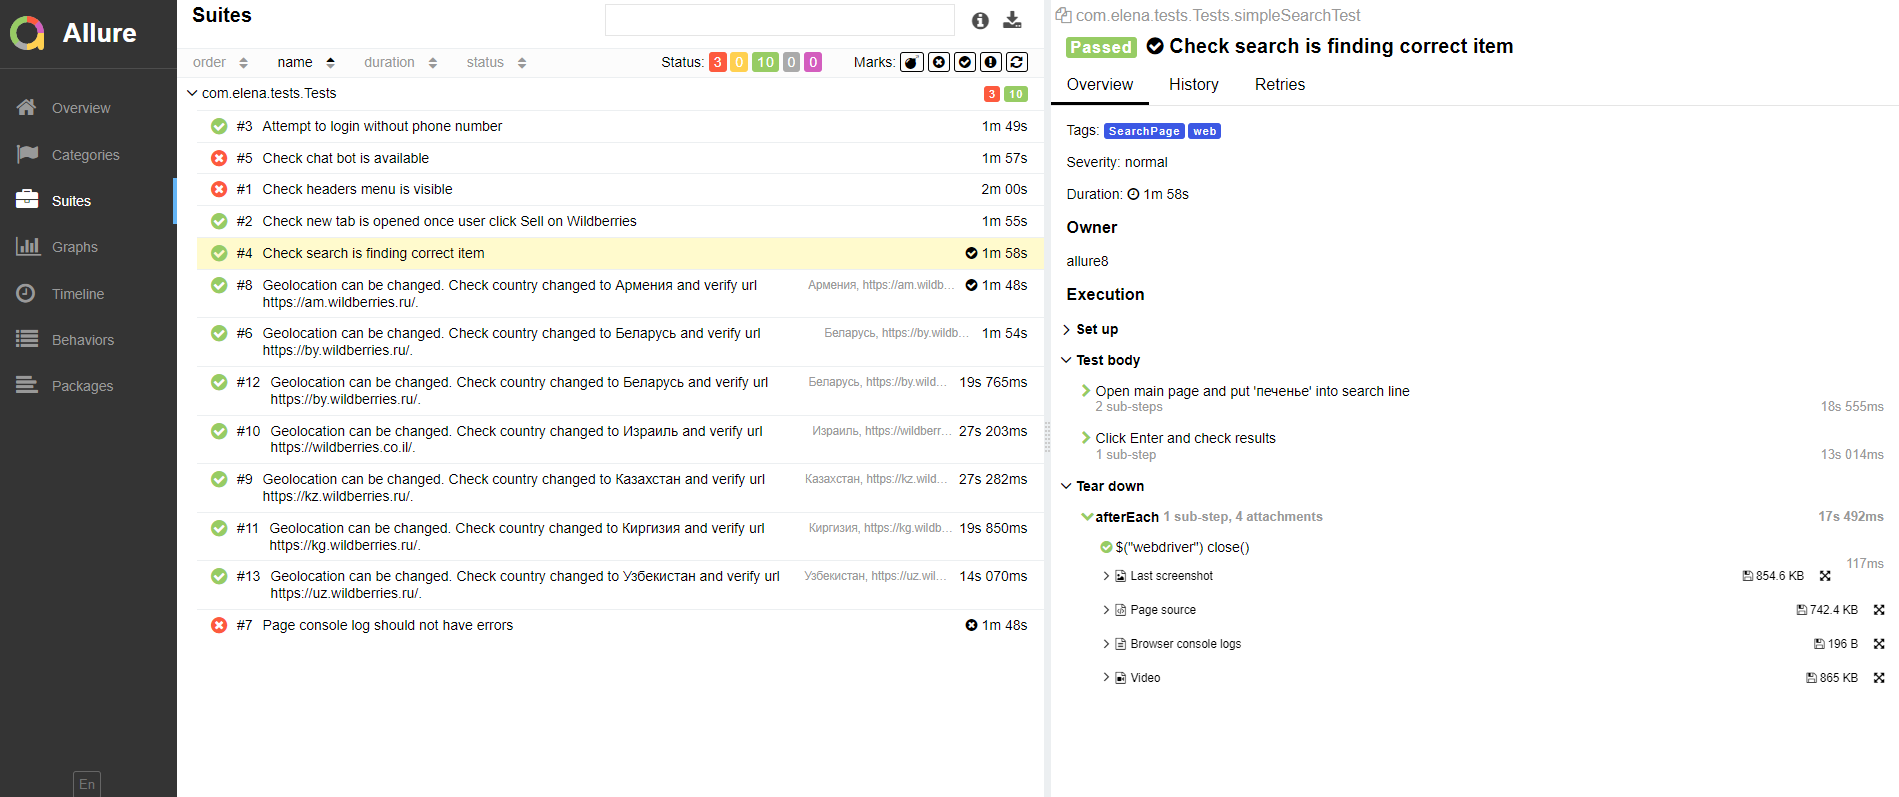 Allure
Overview
Categories
Suites
Graphs
Timeline
Behaviors
Packages
En
Suites
order name duration status Status: 3 0 10 0 0 Marks:
com.elena.tests.Tests 3 10
#3 Attempt to login without phone number 1m 49s
#5 Check chat bot is available 1m 57s
#1 Check headers menu is visible 2m 00s
#2 Check new tab is opened once user click Sell on Wildberries 1m 55s
#4 Check search is finding correct item 1m 58s
#8 Geolocation can be changed. Check country changed to Армения and verify url Армения, https://am.wildb... 1m 48s
https://am.wildberries.ru/.
#6 Geolocation can be changed. Check country changed to Беларусь and verify url Беларусь, https://by.wildb... 1m 54s
https://by.wildberries.ru/.
#12 Geolocation can be changed. Check country changed to Беларусь and verify url Беларусь, https://by.wild... 19s 765ms
https://by.wildberries.ru/.
#10 Geolocation can be changed. Check country changed to Израиль and verify url Израиль, https://wildberr... 27s 203ms
https://wildberries.co.il/.
#9 Geolocation can be changed. Check country changed to Казахстан and verify url Казахстан, https://kz.wild... 27s 282ms
https://kz.wildberries.ru/.
#11 Geolocation can be changed. Check country changed to Киргизия and verify url Киргизия, https://kg.wildb... 19s 850ms
https://kg.wildberries.ru/.
#13 Geolocation can be changed. Check country changed to Узбекистан and verify url Узбекистан, https://uz.wil... 14s 070ms
https://uz.wildberries.ru/.
#7 Page console log should not have errors 1m 48s
com.elena.tests.Tests.simpleSearchTest
Passed Check search is finding correct item
Overview History Retries
Tags: SearchPage web
Severity: normal
Duration: 1m 58s
Owner
allure8
Execution
Set up
Test body
Open main page and put 'печенье' into search line
2 sub-steps 18s 555ms
Click Enter and check results
1 sub-step 13s 014ms
Tear down
afterEach 1 sub-step, 4 attachments 17s 492ms
$("webdriver") close()
117ms
Last screenshot 854.6 KB
Page source 742.4 KB
Browser console logs 196 B
Video 865 KB